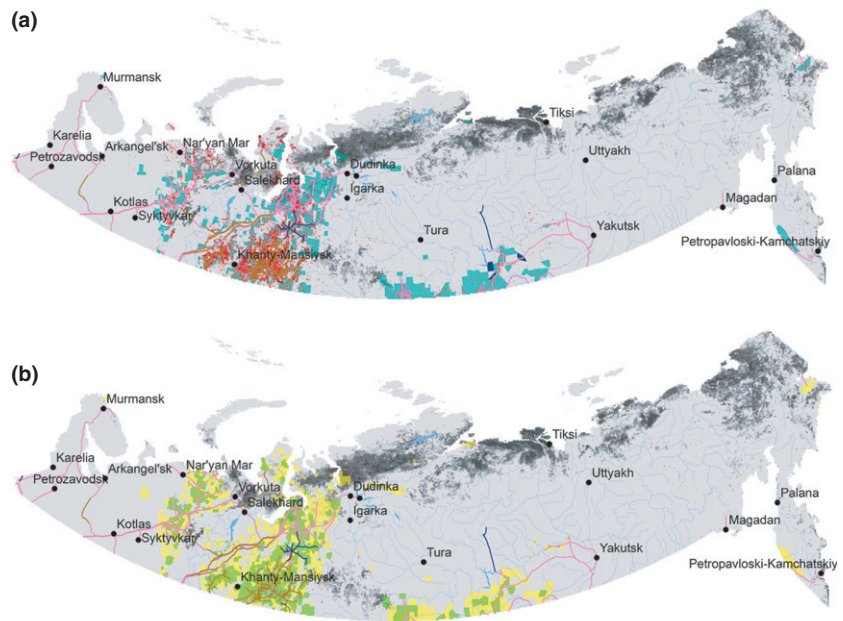 (a)
Murmansk
Tiksi
Karelia
Arkangel'sk
Nar'yan Mar
Uttyakh
Petrozavodsk
Vorkuta
Dudinka
Palana
Salekhard
Igarka
Kotlas
Magadan
Syktyvkar
Tura
Yakutsk
Petropavloski-Kamchatskiy
Khanty-Mansiysk
(b)
Murmansk
Tiksi
Karelia
Arkangel'sk
Nar'yan Mar
Uttyakh
Petrozavodsk
Vorkuta
Dudinka
Palana
Salekhard
Igarka
Kotlas
Magadan
Syktyvkar
Tura
Yakutsk
Petropavloski-Kamchatskiy
Khanty-Mansiysk